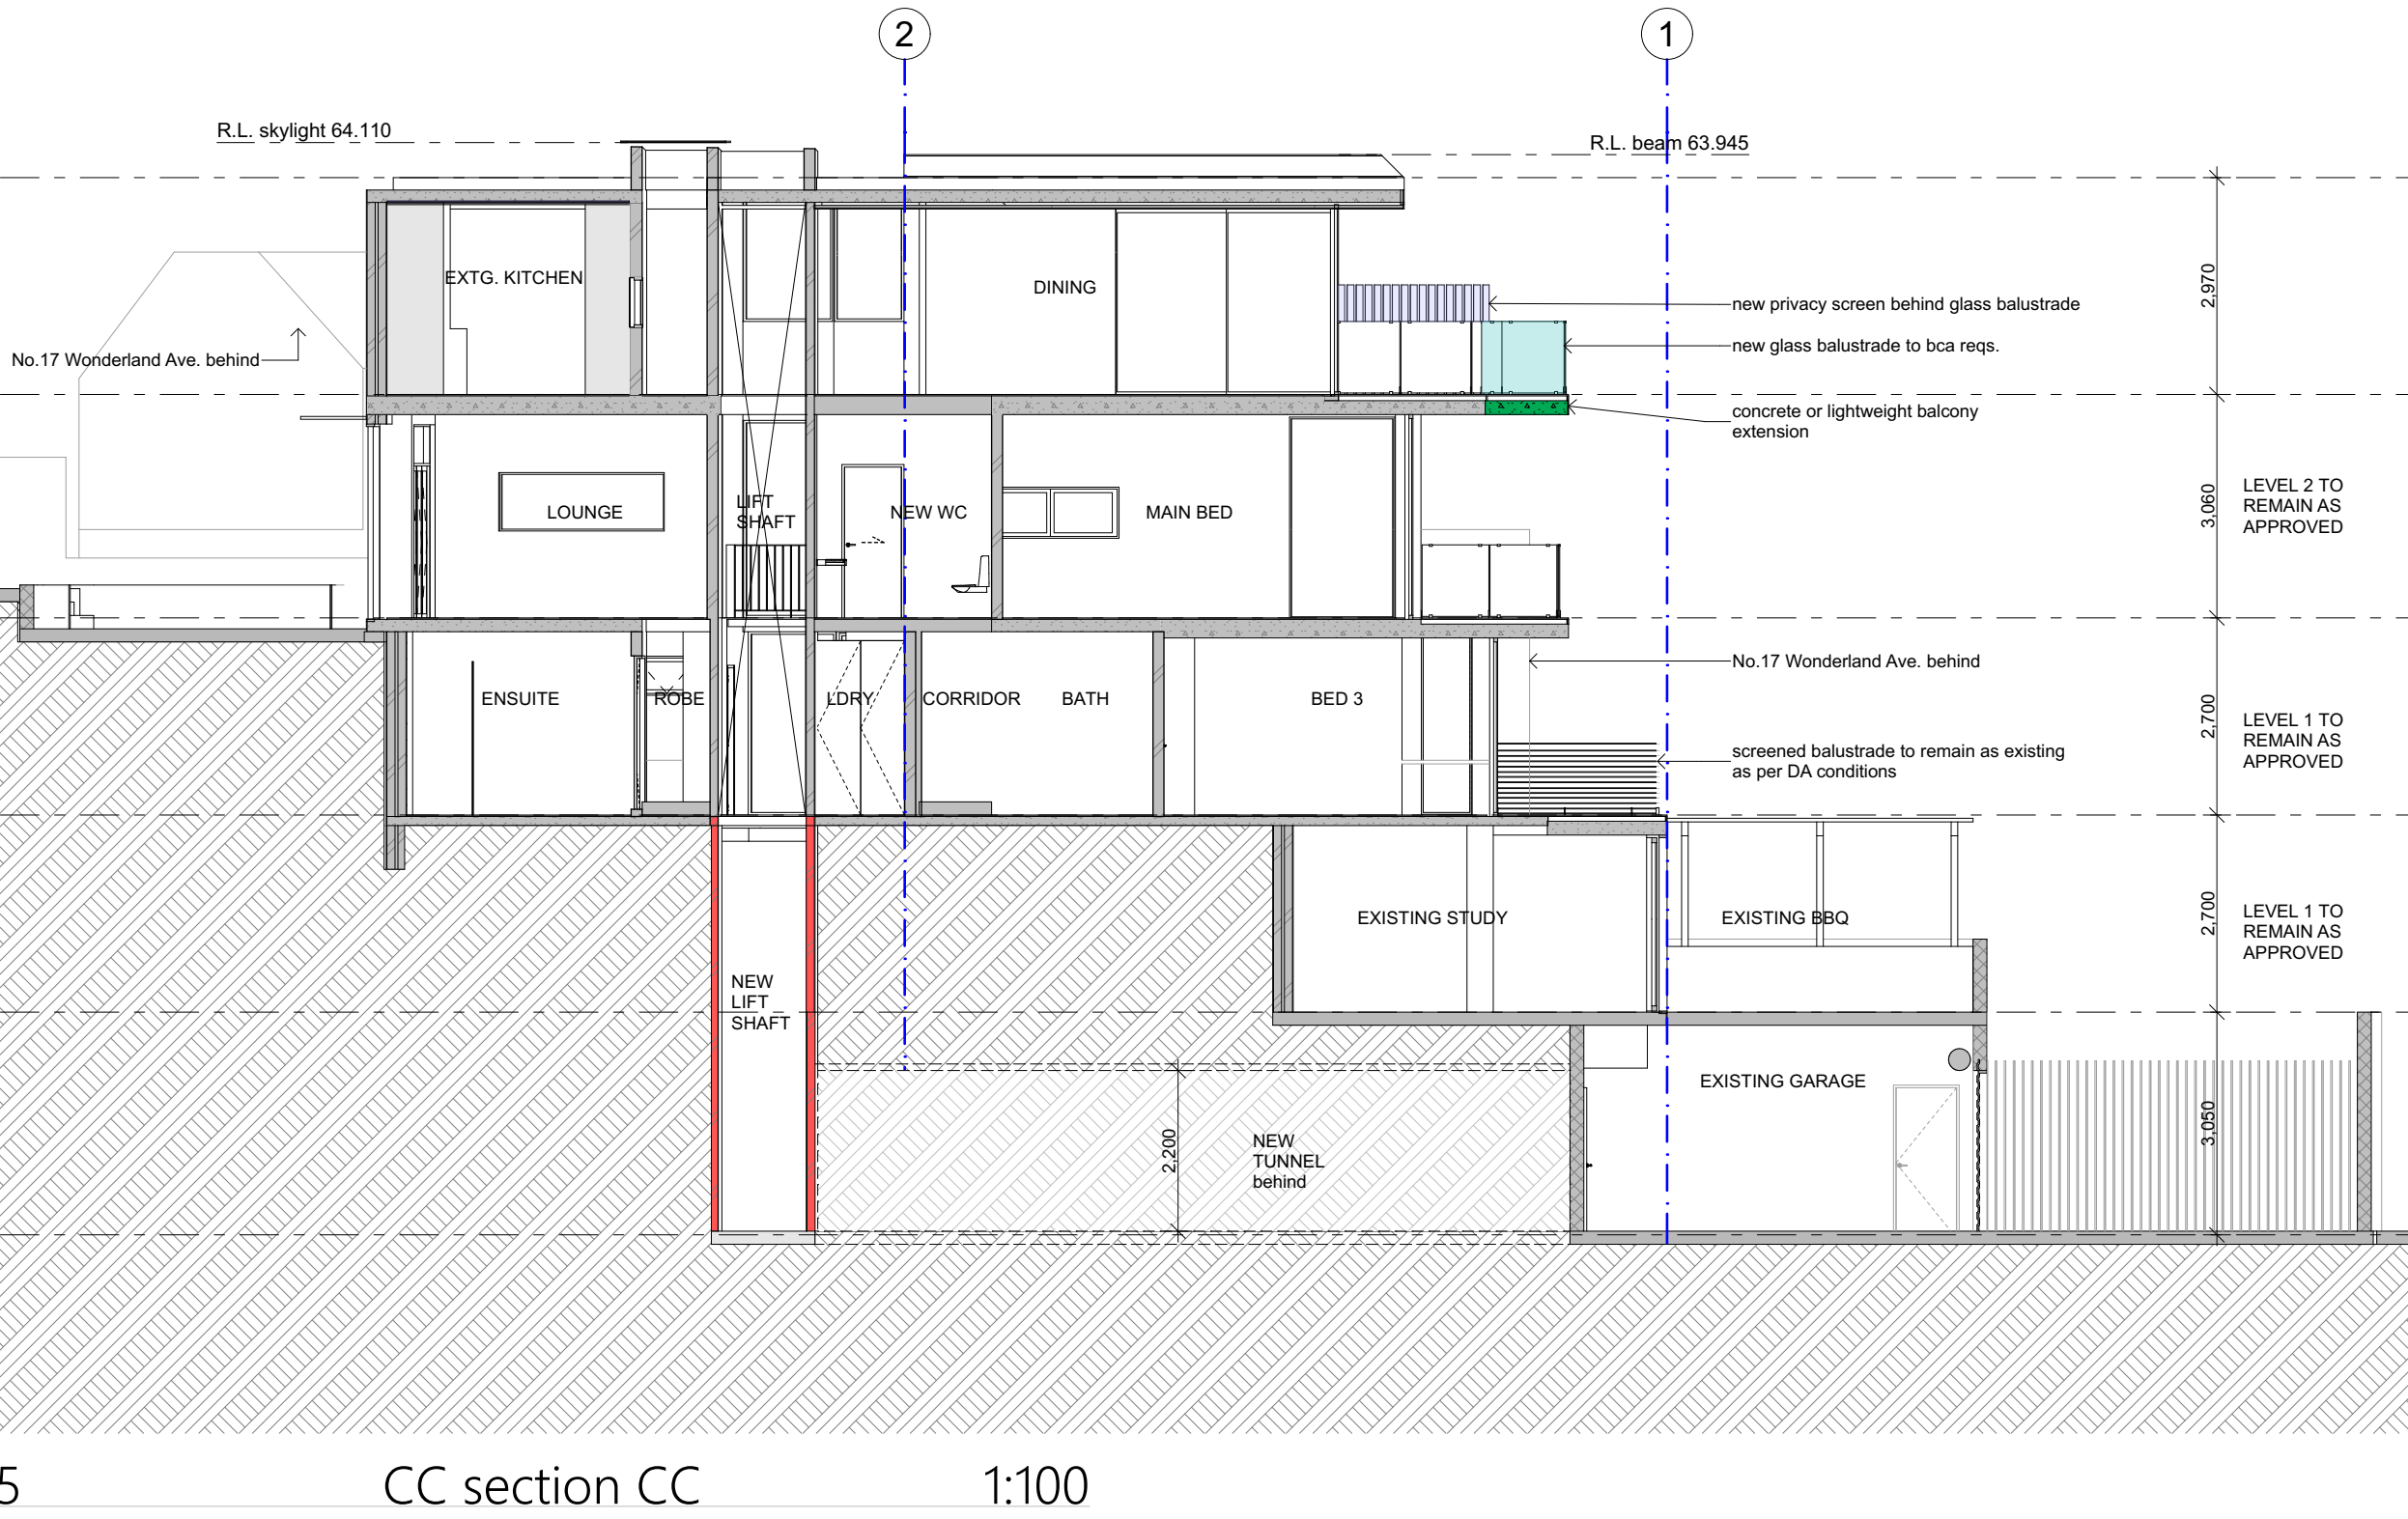 2
1
R.L. skylight 64.110
R.L. beam 63.945
EXTG. KITCHEN
DINING
2,970
new privacy screen behind glass balustrade
new glass balustrade to bca reqs.
No.17 Wonderland Ave. behind
concrete or lightweight balcony
extension
LOUNGE
LIFT
SHAFT
NEW WC
MAIN BED
3,060
LEVEL 2 TO
REMAIN AS
APPROVED
No.17 Wonderland Ave. behind
ENSUITE
ROBE
LDRY
CORRIDOR
BATH
BED 3
2,700
LEVEL 1 TO
REMAIN AS
APPROVED
screened balustrade to remain as existing
as per DA conditions
EXISTING STUDY
EXISTING BBQ
2,700
LEVEL 1 TO
REMAIN AS
APPROVED
NEW
LIFT
SHAFT
EXISTING GARAGE
3,050
2,200
NEW
TUNNEL
behind
5
CC section CC
1:100